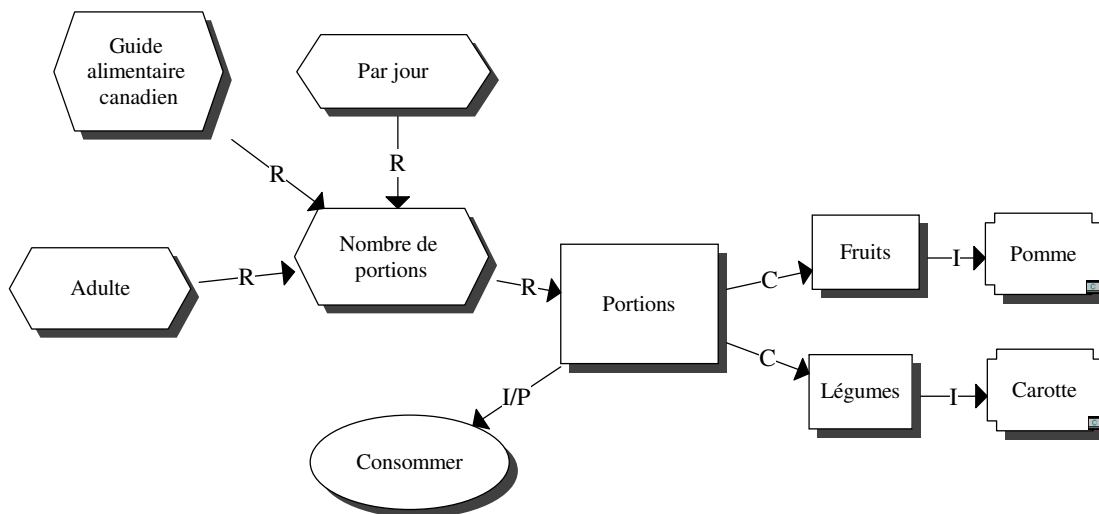 Guide
alimentaire
canadien
Par jour
R
R
Nombre de
portions
Adulte
R
R
Portions
C
Fruits
I
Pomme
C
Légumes
I
Carotte
I/P
Consommer